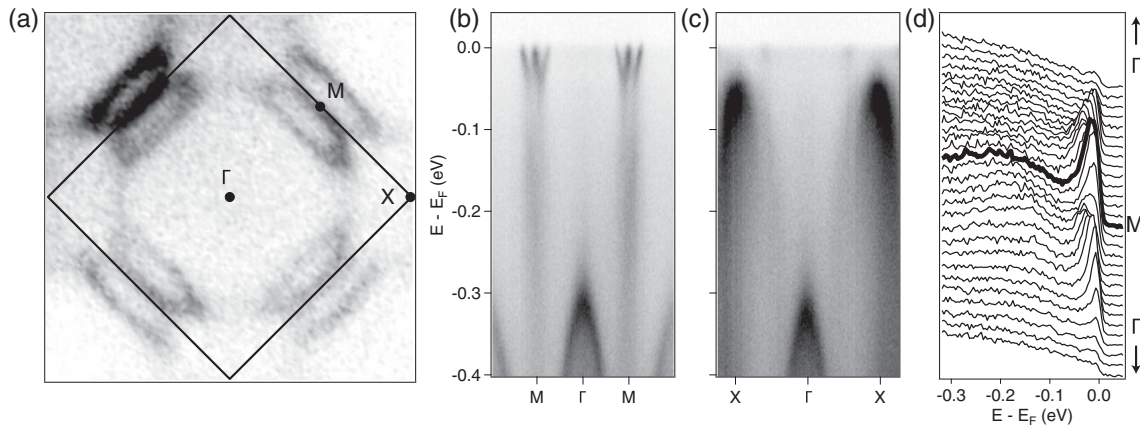 (a)
M
Γ
X
(b)
E - E_F (eV)
0.0
-0.1
-0.2
-0.3
-0.4
M Γ M
(c)
X Γ X
(d)
Γ
M
Γ
-0.3 -0.2 -0.1 0.0
E - E_F (eV)